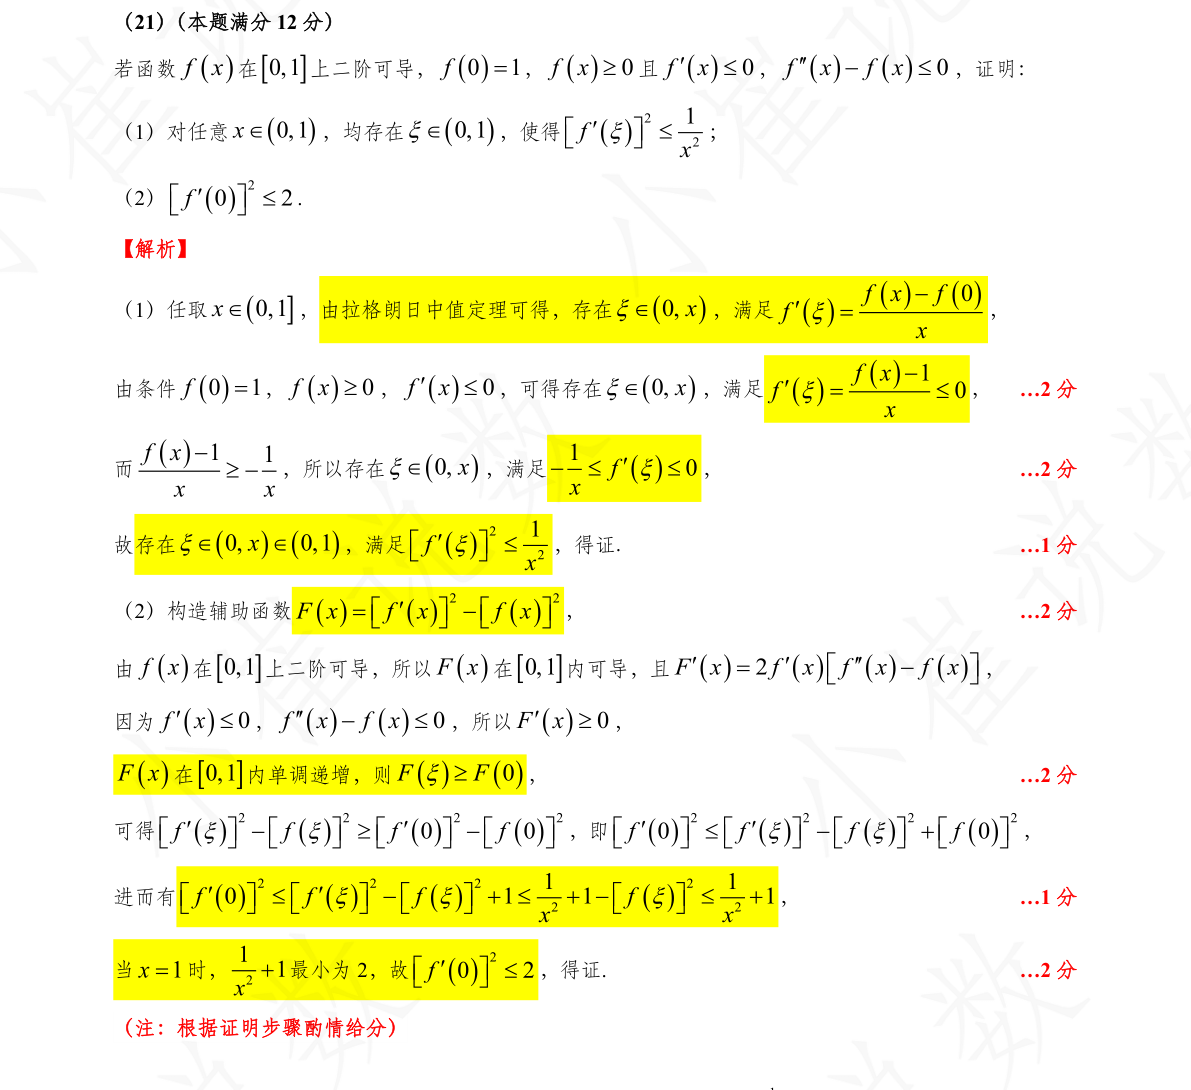 （21）（本题满分 12 分）
若函数 f(x) 在 [0,1] 上二阶可导，f(0)=1，f(x)≥0 且 f′(x)≤0，f″(x)−f(x)≤0，证明：
（1）对任意 x∈(0,1)，均存在 ξ∈(0,1)，使得 [f′(ξ)]² ≤ 1/x²；
（2）[f′(0)]² ≤2.
【解析】
（1）任取 x∈(0,1]，由拉格朗日中值定理可得，存在 ξ∈(0,x)，满足 f′(ξ)=(f(x)−f(0))/x，
由条件 f(0)=1，f(x)≥0，f′(x)≤0，可得存在 ξ∈(0,x)，满足 f′(ξ)=(f(x)−1)/x≤0， …2 分
而 (f(x)−1)/x ≥ −1/x，所以存在 ξ∈(0,x)，满足 −1/x ≤ f′(ξ)≤0， …2 分
故存在 ξ∈(0,x)∈(0,1)，满足 [f′(ξ)]² ≤ 1/x²，得证. …1 分
（2）构造辅助函数 F(x)=[f′(x)]²−[f(x)]²， …2 分
由 f(x) 在 [0,1] 上二阶可导，所以 F(x) 在 [0,1] 内可导，且 F′(x)=2f′(x)[f″(x)−f(x)]，
因为 f′(x)≤0，f″(x)−f(x)≤0，所以 F′(x)≥0，
F(x) 在 [0,1] 内单调递增，则 F(ξ)≥F(0)， …2 分
可得 [f′(ξ)]²−[f(ξ)]²≥[f′(0)]²−[f(0)]²，即 [f′(0)]²≤[f′(ξ)]²−[f(ξ)]²+[f(0)]²，
进而有 [f′(0)]²≤[f′(ξ)]²−[f(ξ)]²+1≤1/x²+1−[f(ξ)]²≤1/x²+1， …1 分
当 x=1 时，1/x²+1 最小为 2，故 [f′(0)]² ≤2，得证. …2 分
（注：根据证明步骤酌情给分）
小崔说数